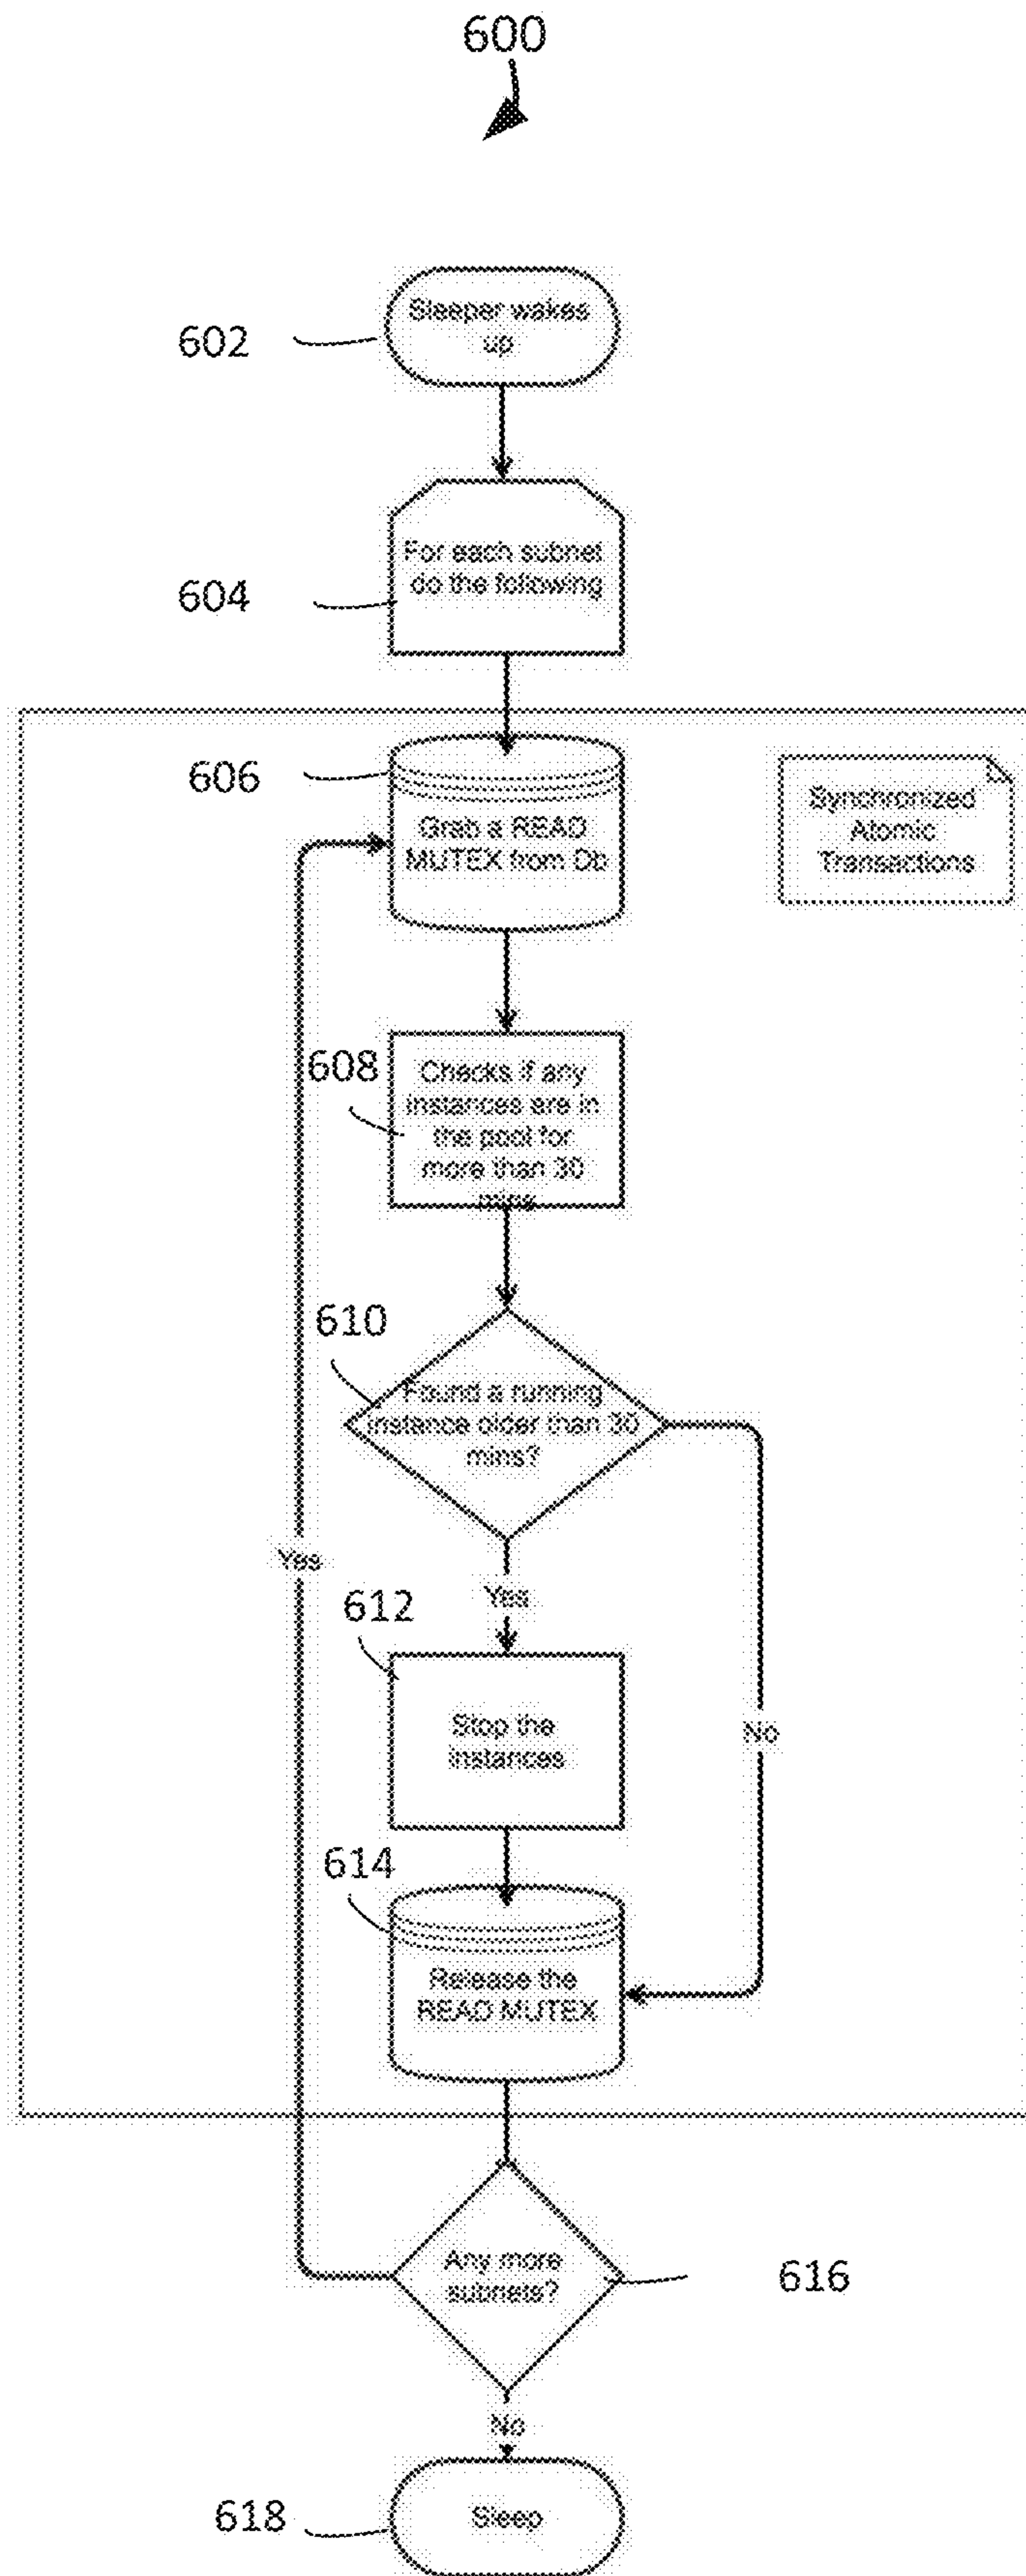 600
602
Sleeper wakes
up
604
For each subnet
do the following
606
Grab a READ
MUTEX from Db
Synchronized
Atomic
Transactions
608
Checks if any
instances are in
the pool for
more than 30
mins
610
Found a running
instance older than 30
mins?
Yes
Yes
612
Stop the
instances
No
614
Release the
READ MUTEX
Any more
subnets?
616
No
618
Sleep